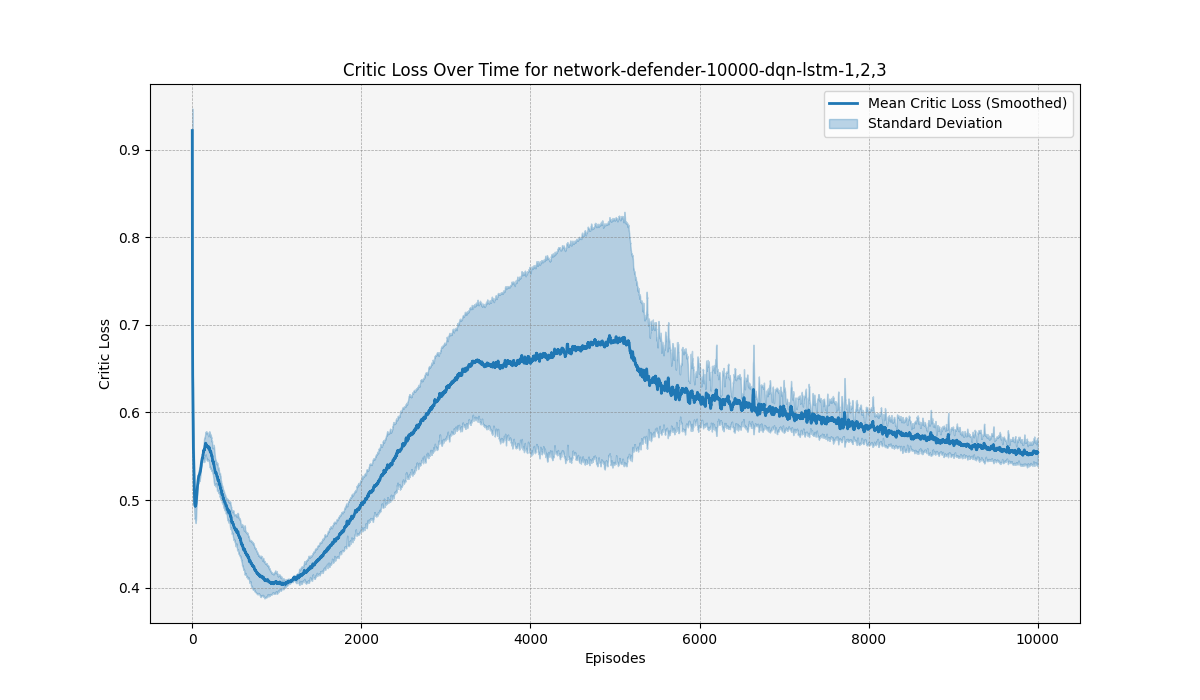 Critic Loss Over Time for network-defender-10000-dqn-lstm-1,2,3
Mean Critic Loss (Smoothed)
Standard Deviation
Critic Loss
0.9
0.8
0.7
0.6
0.5
0.4
0 2000 4000 6000 8000 10000
Episodes